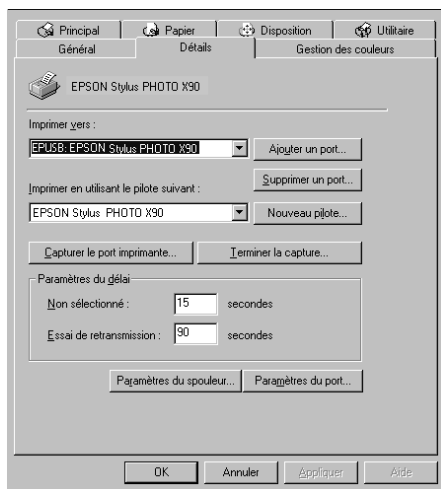 Principal Papier Disposition Utilitaire
Général Détails Gestion des couleurs
EPSON Stylus PHOTO X90
Imprimer vers :
EPUSB: EPSON Stylus PHOTO X90 Ajouter un port...
Supprimer un port...
Imprimer en utilisant le pilote suivant :
EPSON Stylus PHOTO X90 Nouveau pilote...
Capturer le port imprimante... Terminer la capture...
Paramètres du délai
Non sélectionné : 15 secondes
Essai de retransmission : 90 secondes
Paramètres du spouleur... Paramètres du port...
OK Annuler Appliquer Aide